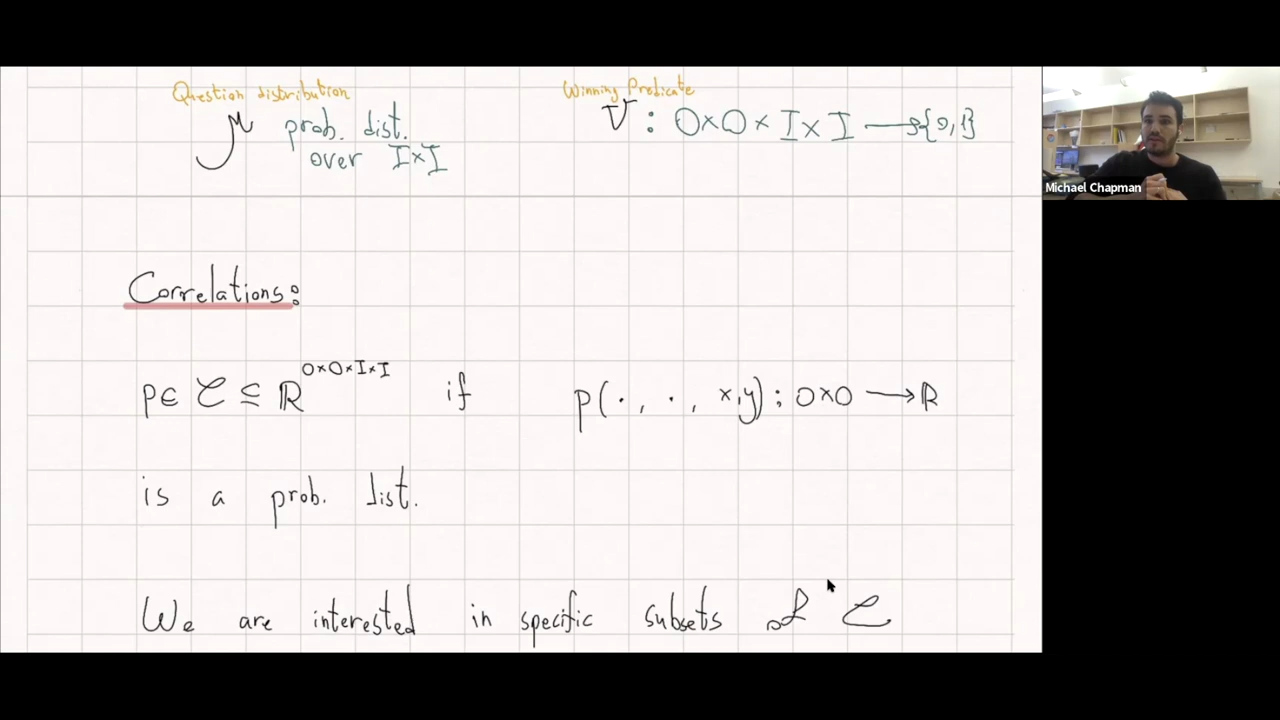 Question distribution
Winning Predicate
μ prob. dist.
over I×I
V : O×O × I×I → {0,1}
Michael Chapman
Correlations:
p∈ C ⊆ ℝ^{O×O×I×I} if p(·, ·, x,y) : O×O → ℝ
is a prob. dist.
We are interested in specific subsets of C